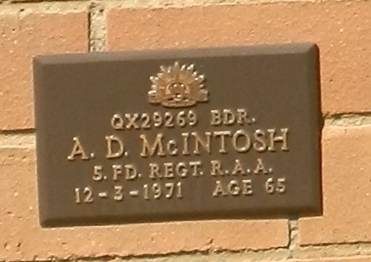 QX29269 BDR.
A. D. McINTOSH
5. FD. REGT. R.A.A.
12-3-1971 AGE 65